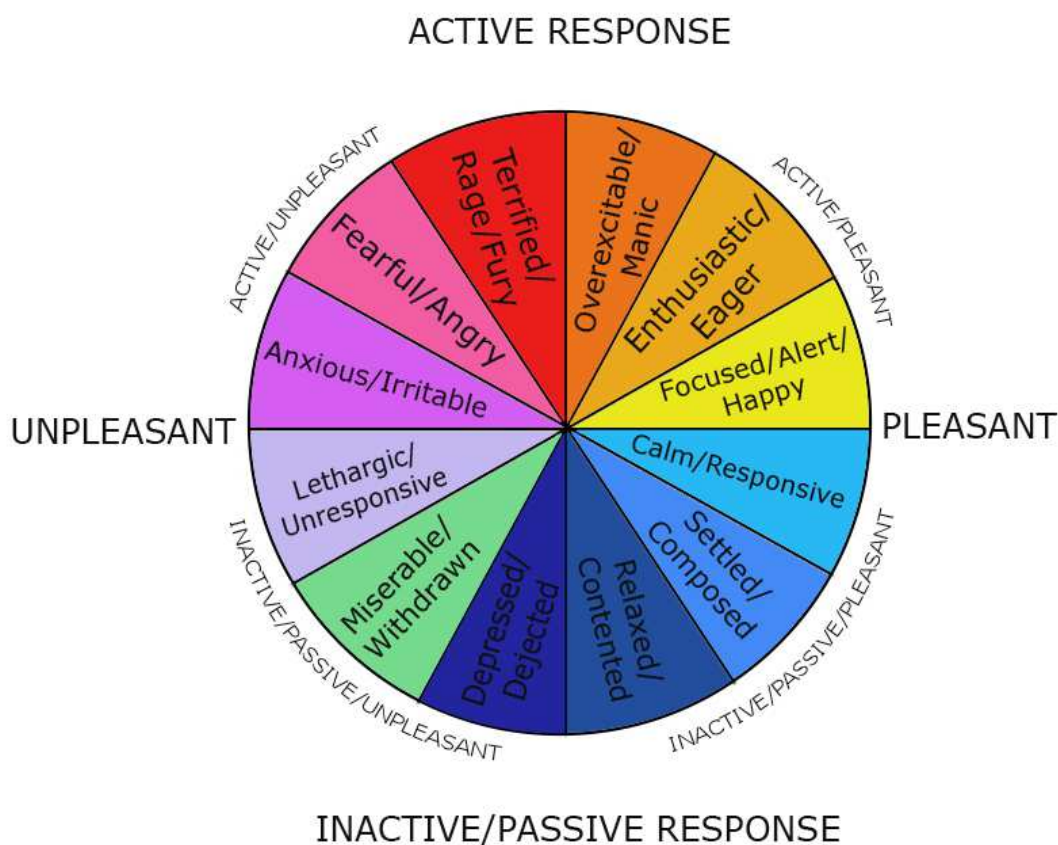 ACTIVE RESPONSE
ACTIVE/UNPLEASANT
ACTIVE/PLEASANT
Terrified/
Rage/Fury
Overexcitable/
Manic
Fearful/Angry
Enthusiastic/
Eager
Anxious/Irritable
Focused/Alert/
Happy
UNPLEASANT
PLEASANT
Lethargic/
Unresponsive
Calm/Responsive
Miserable/
Withdrawn
Settled/
Composed
Depressed/
Dejected
Relaxed/
Contented
INACTIVE/PASSIVE/UNPLEASANT
INACTIVE/PASSIVE/PLEASANT
INACTIVE/PASSIVE RESPONSE